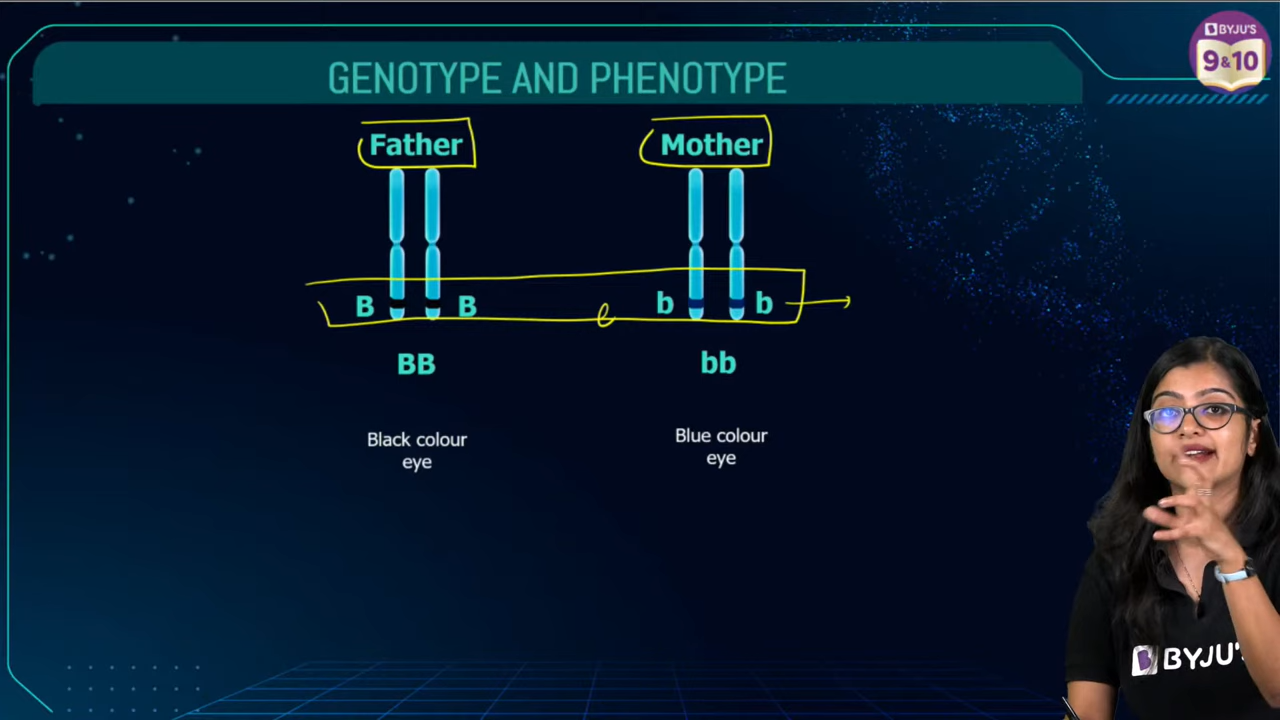 BYJU'S
9&10
GENOTYPE AND PHENOTYPE
Father
Mother
B B b b
e
BB bb
Black colour
eye
Blue colour
eye
BYJU'S